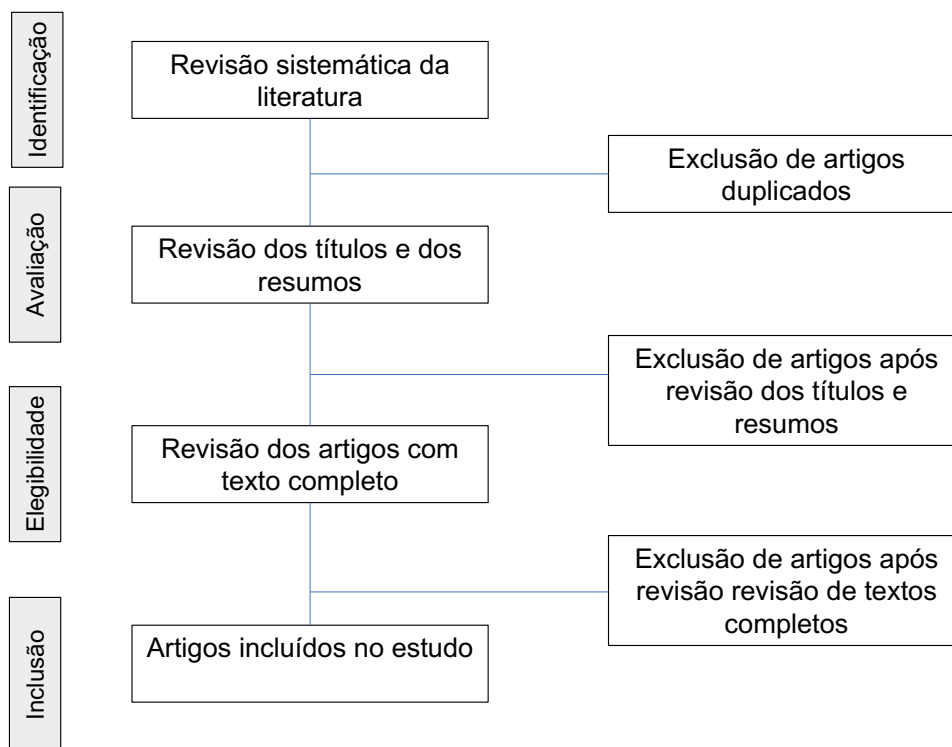 Identificação
Revisão sistemática da
literatura
Exclusão de artigos
duplicados
Avaliação
Revisão dos títulos e dos
resumos
Exclusão de artigos após
revisão dos títulos e
resumos
Elegibilidade
Revisão dos artigos com
texto completo
Exclusão de artigos após
revisão revisão de textos
completos
Inclusão
Artigos incluídos no estudo